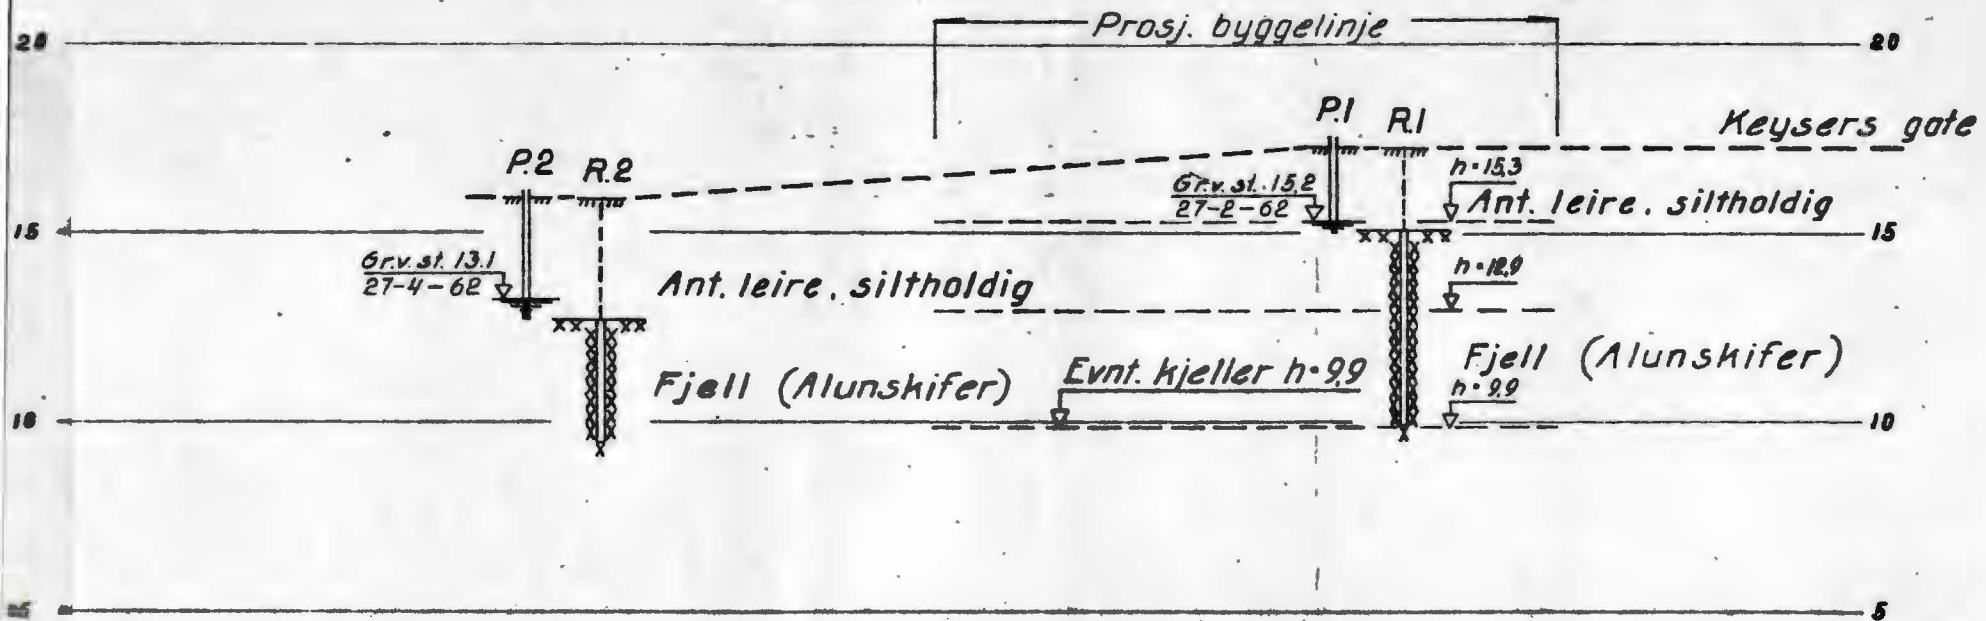 Prosj. byggelinje
20 20
P.1 R.1
Keysers gate
P.2 R.2
h=15,3
Gr.v.st. 15.2
27-2-62
Ant. leire, siltholdig
15 15
Gr.v.st. 13.1
27-4-62
h=12,9
Ant. leire, siltholdig
Fjell (Alunskifer)
Evnt. kjeller h=9,9
Fjell (Alunskifer)
h=9,9
10 10
5